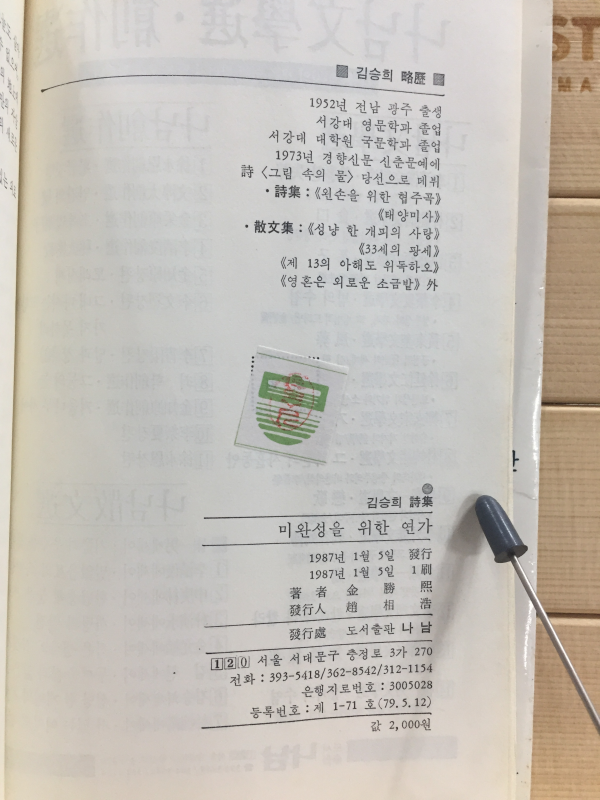 김승희 略歷
1952년 전남 광주 출생
서강대 영문학과 졸업
서강대 대학원 국문학과 졸업
1973년 경향신문 신춘문예에
詩 〈그림 속의 물〉 당선으로 데뷔
·詩集:《왼손을 위한 협주곡》
《태양미사》
·散文集:《성냥 한 개피의 사랑》
《33세의 팡세》
《제 13의 아해도 위독하오》
《영혼은 외로운 소금밭》外
김승희 詩集
미완성을 위한 연가
1987년 1월 5일 發行
1987년 1월 5일 1刷
著者 金勝熙
發行人 趙相浩
發行處 도서출판 나남
120 서울 서대문구 충정로 3가 270
전화 : 393-5418/362-8542/312-1154
은행지로번호 : 3005028
등록번호 : 제 1-71 호(79.5.12)
값 2,000원